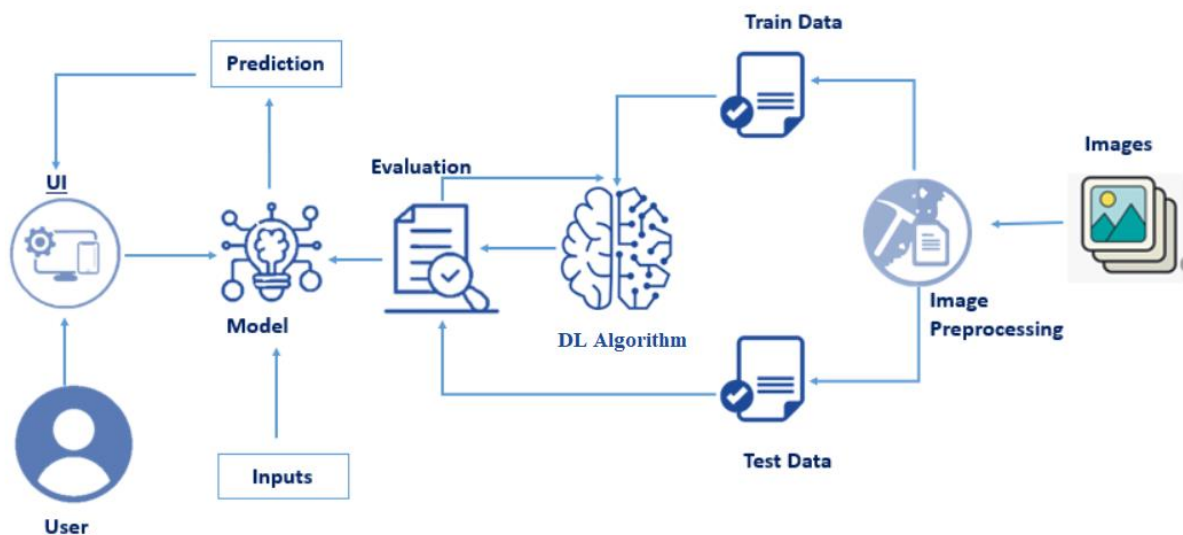 Train Data
Prediction
Images
Evaluation
UI
Model
Image
Preprocessing
DL Algorithm
Inputs
Test Data
User